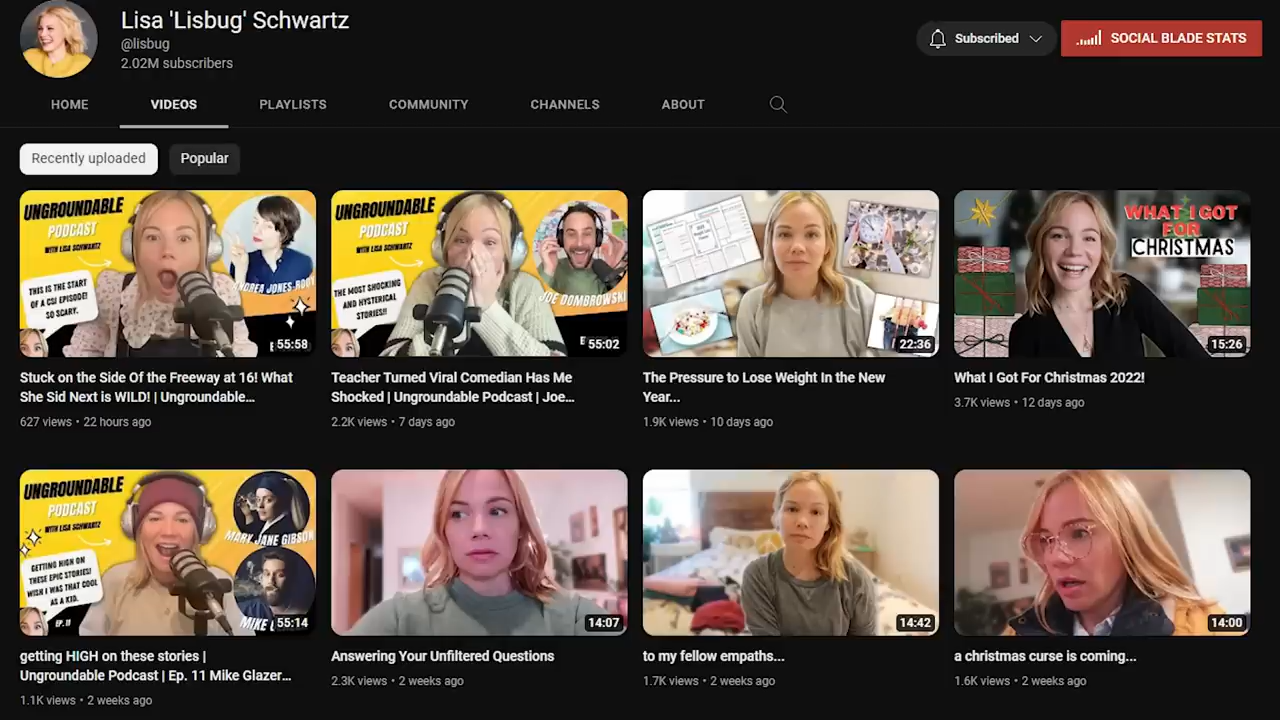 Lisa 'Lisbug' Schwartz
@lisbug
2.02M subscribers
Subscribed
SOCIAL BLADE STATS
HOME
VIDEOS
PLAYLISTS
COMMUNITY
CHANNELS
ABOUT
Recently uploaded
Popular
UNGROUNDABLE
PODCAST
WITH LISA SCHWARTZ
THIS IS THE START
OF A CSI EPISODE!
SO SCARY.
ANDREA JONES-ROOY
55:58
UNGROUNDABLE
PODCAST
WITH LISA SCHWARTZ
THE MOST SHOCKING
AND HYSTERICAL
STORIES!!
JOE DOMBROWSKI
55:02
22:36
WHAT I GOT
FOR
CHRISTMAS
15:26
Stuck on the Side Of the Freeway at 16! What
She Sid Next is WILD! | Ungroundable...
627 views • 22 hours ago
Teacher Turned Viral Comedian Has Me
Shocked | Ungroundable Podcast | Joe...
2.2K views • 7 days ago
The Pressure to Lose Weight In the New
Year...
1.9K views • 10 days ago
What I Got For Christmas 2022!
3.7K views • 12 days ago
UNGROUNDABLE
PODCAST
WITH LISA SCHWARTZ
GETTING HIGH ON
THESE EPIC STORIES!
WISH I WAS THAT COOL
AS A KID.
EP. 11
MARY JANE GIBSON
MIKE
55:14
14:07
14:42
14:00
getting HIGH on these stories |
Ungroundable Podcast | Ep. 11 Mike Glazer...
1.1K views • 2 weeks ago
Answering Your Unfiltered Questions
2.3K views • 2 weeks ago
to my fellow empaths...
1.7K views • 2 weeks ago
a christmas curse is coming...
1.6K views • 2 weeks ago